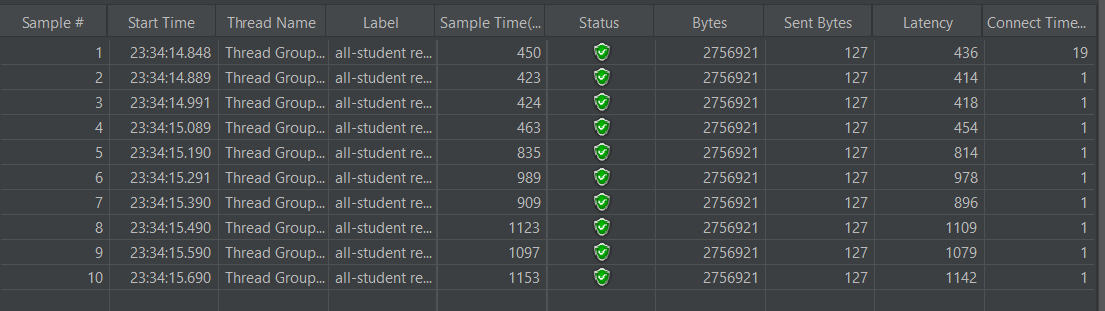 Sample # Start Time Thread Name Label Sample Time(... Status Bytes Sent Bytes Latency Connect Time...
1 23:34:14.848 Thread Group... all-student re... 450 2756921 127 436 19
2 23:34:14.889 Thread Group... all-student re... 423 2756921 127 414 1
3 23:34:14.991 Thread Group... all-student re... 424 2756921 127 418 1
4 23:34:15.089 Thread Group... all-student re... 463 2756921 127 454 1
5 23:34:15.190 Thread Group... all-student re... 835 2756921 127 814 1
6 23:34:15.291 Thread Group... all-student re... 989 2756921 127 978 1
7 23:34:15.390 Thread Group... all-student re... 909 2756921 127 896 1
8 23:34:15.490 Thread Group... all-student re... 1123 2756921 127 1109 1
9 23:34:15.590 Thread Group... all-student re... 1097 2756921 127 1079 1
10 23:34:15.690 Thread Group... all-student re... 1153 2756921 127 1142 1